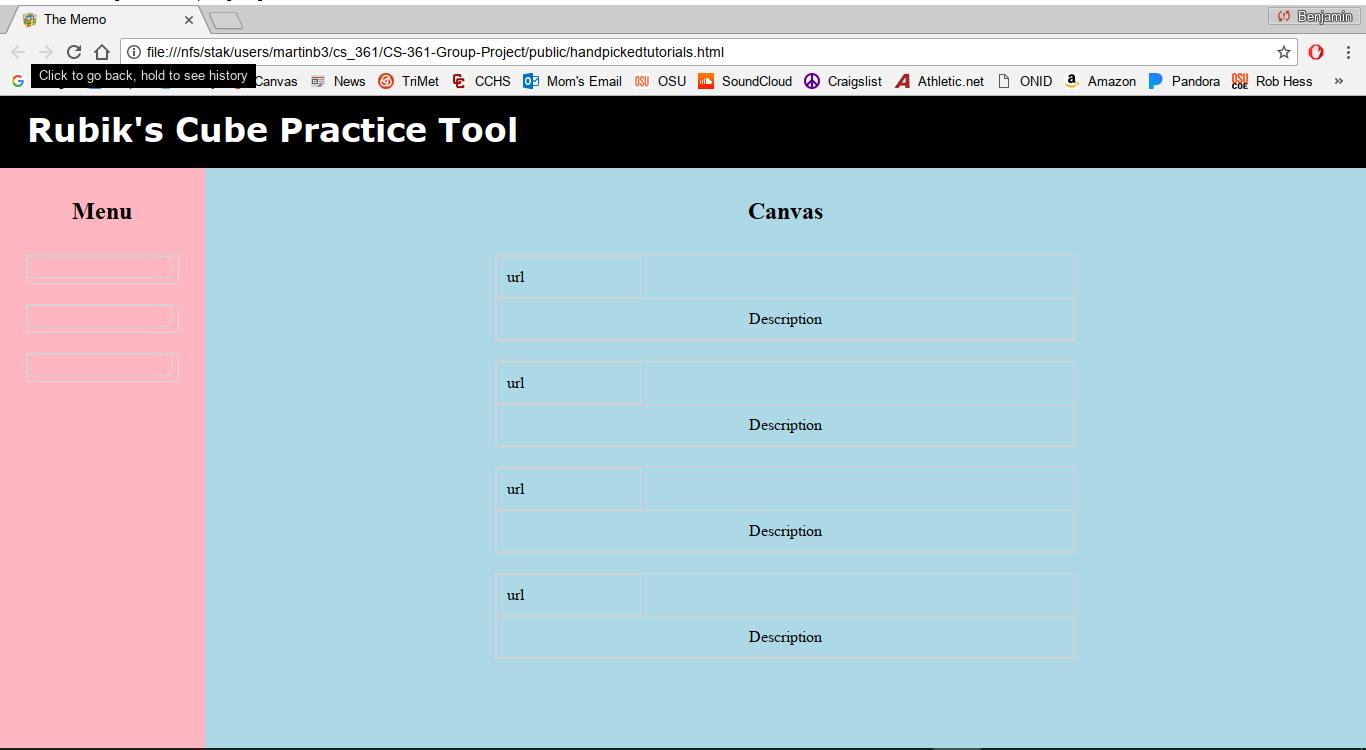 The Memo
Benjamin
file:///nfs/stak/users/martinb3/cs_361/CS-361-Group-Project/public/handpickedtutorials.html
Click to go back, hold to see history
Canvas News TriMet CCHS Mom's Email OSU SoundCloud Craigslist Athletic.net ONID Amazon Pandora Rob Hess »
Rubik's Cube Practice Tool
Menu
Canvas
url
Description
url
Description
url
Description
url
Description